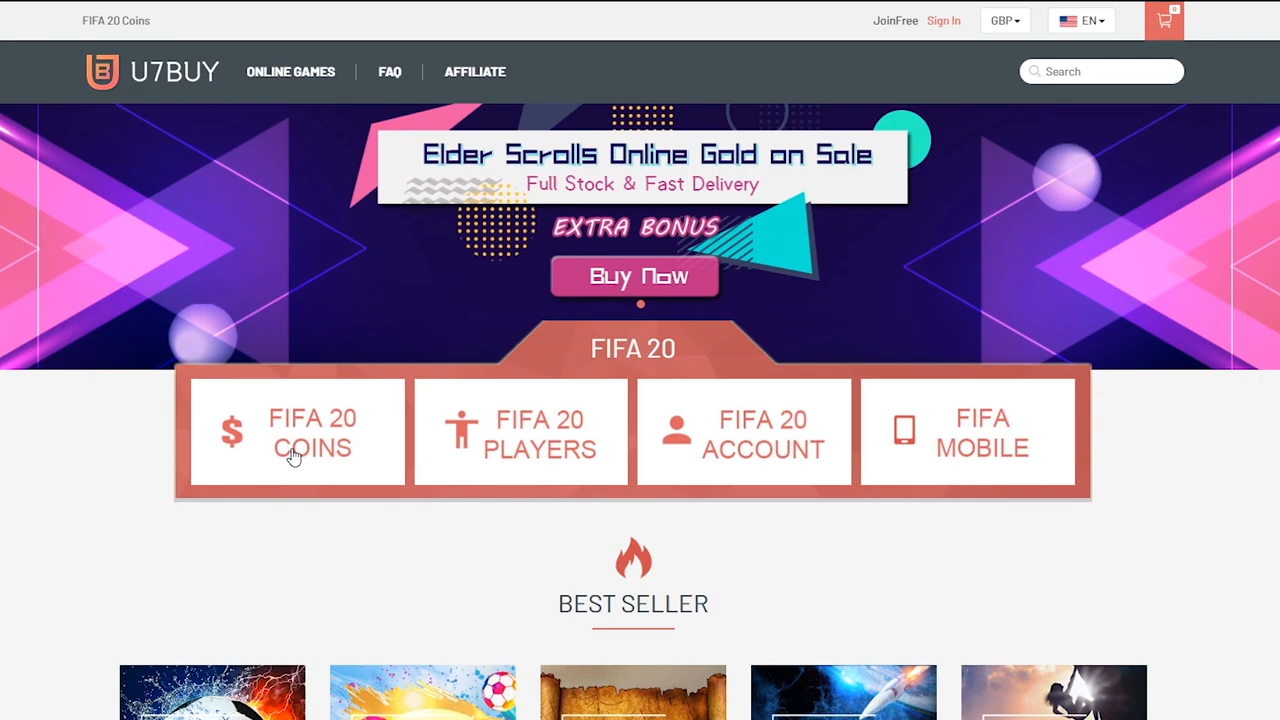 FIFA 20 Coins
JoinFree Sign In GBP EN 0
U7BUY ONLINE GAMES FAQ AFFILIATE Search
Elder Scrolls Online Gold on Sale
Full Stock & Fast Delivery
EXTRA BONUS
Buy Now
FIFA 20
$ FIFA 20
COINS
FIFA 20
PLAYERS
FIFA 20
ACCOUNT
FIFA
MOBILE
BEST SELLER